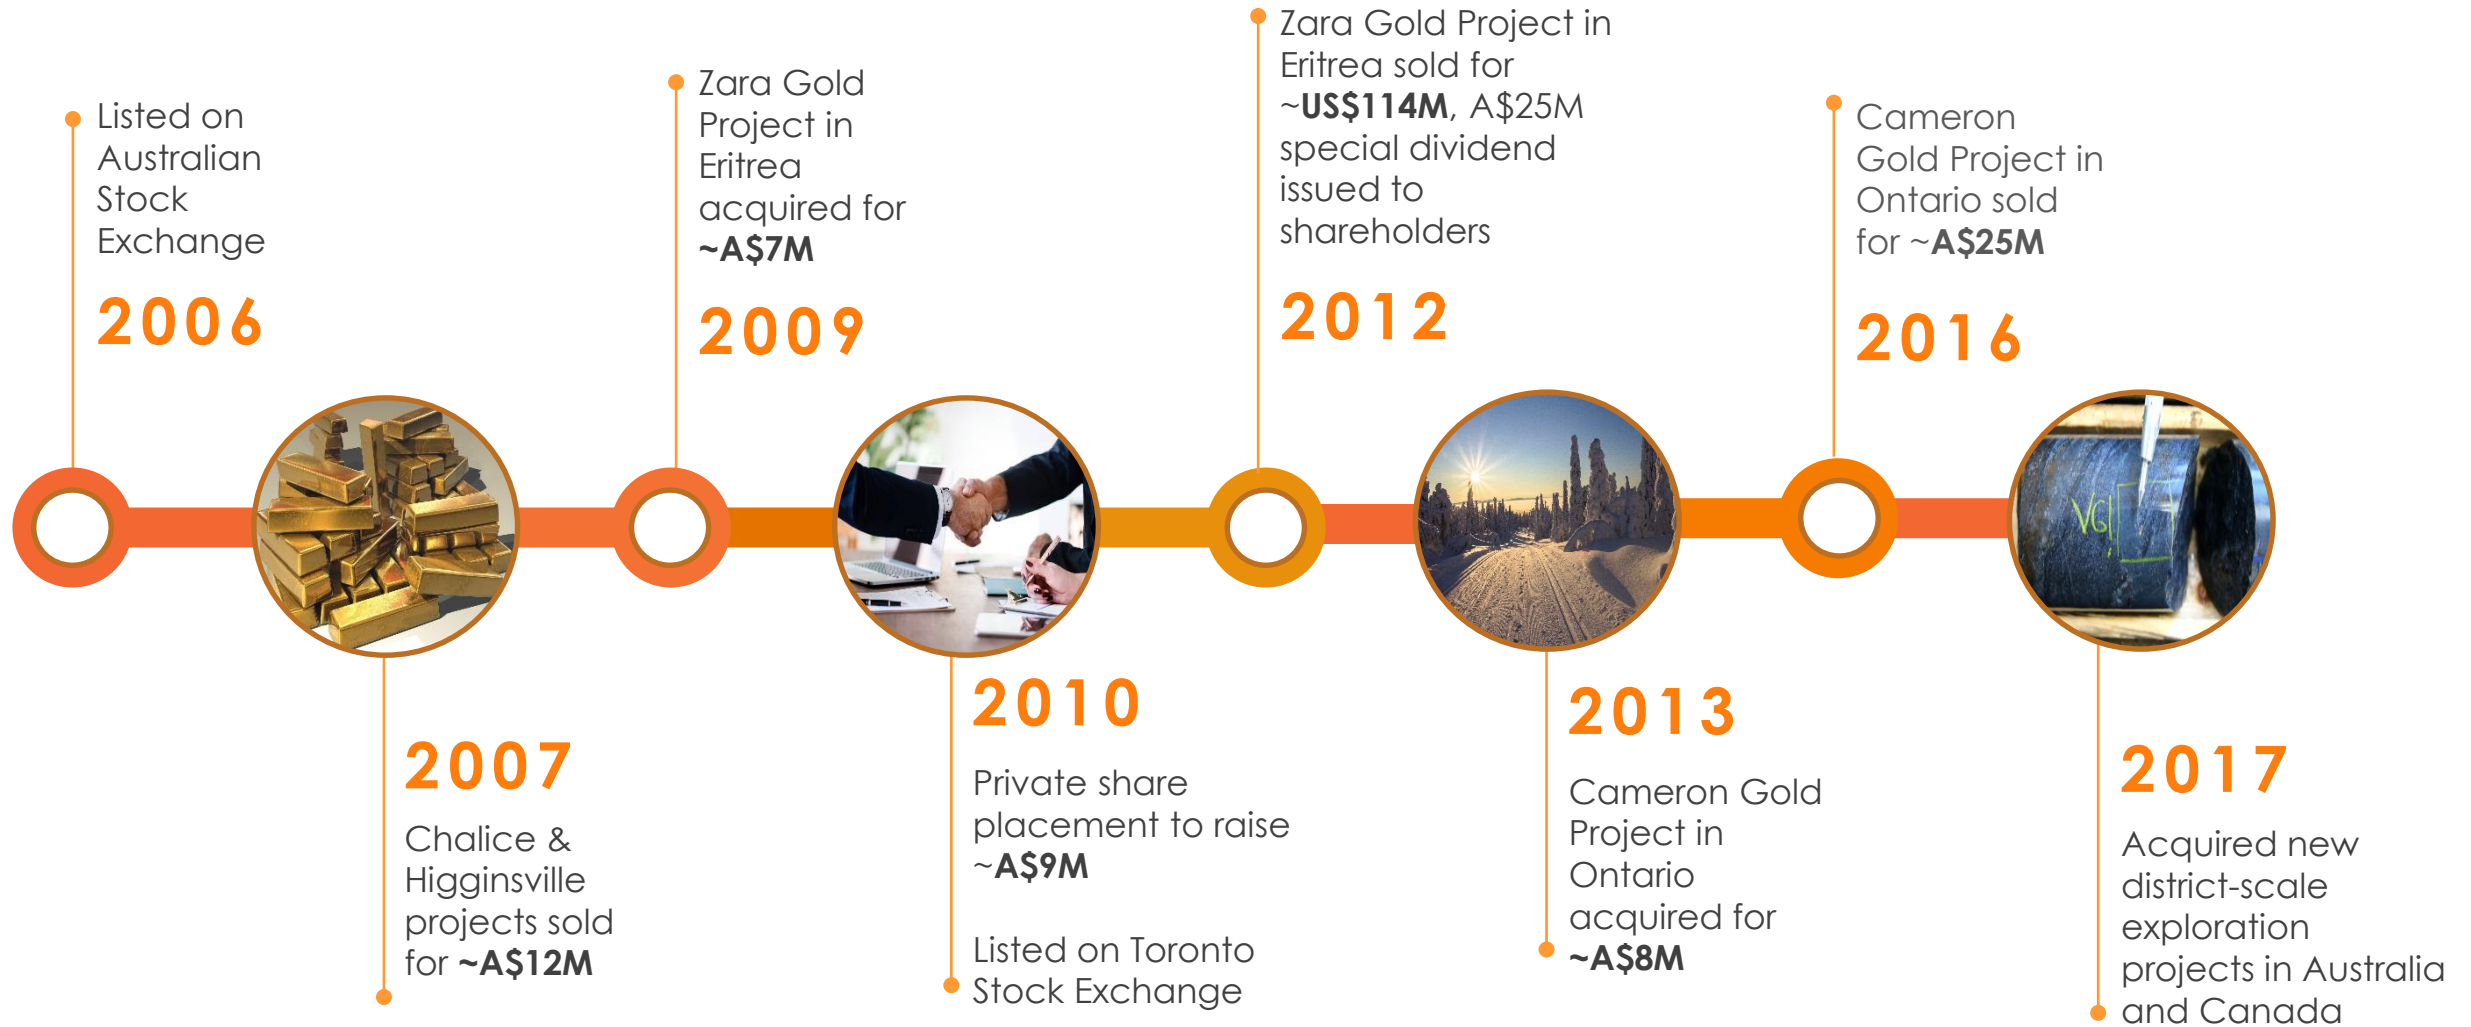 Listed on
Australian
Stock
Exchange
2006
2007
Chalice &
Higginsville
projects sold
for ~A$12M
Zara Gold
Project in
Eritrea
acquired for
~A$7M
2009
2010
Private share
placement to raise
~A$9M
Listed on Toronto
Stock Exchange
Zara Gold Project in
Eritrea sold for
~US$114M, A$25M
special dividend
issued to
shareholders
2012
2013
Cameron Gold
Project in
Ontario
acquired for
~A$8M
Cameron
Gold Project in
Ontario sold
for ~A$25M
2016
VG!
2017
Acquired new
district-scale
exploration
projects in Australia
and Canada